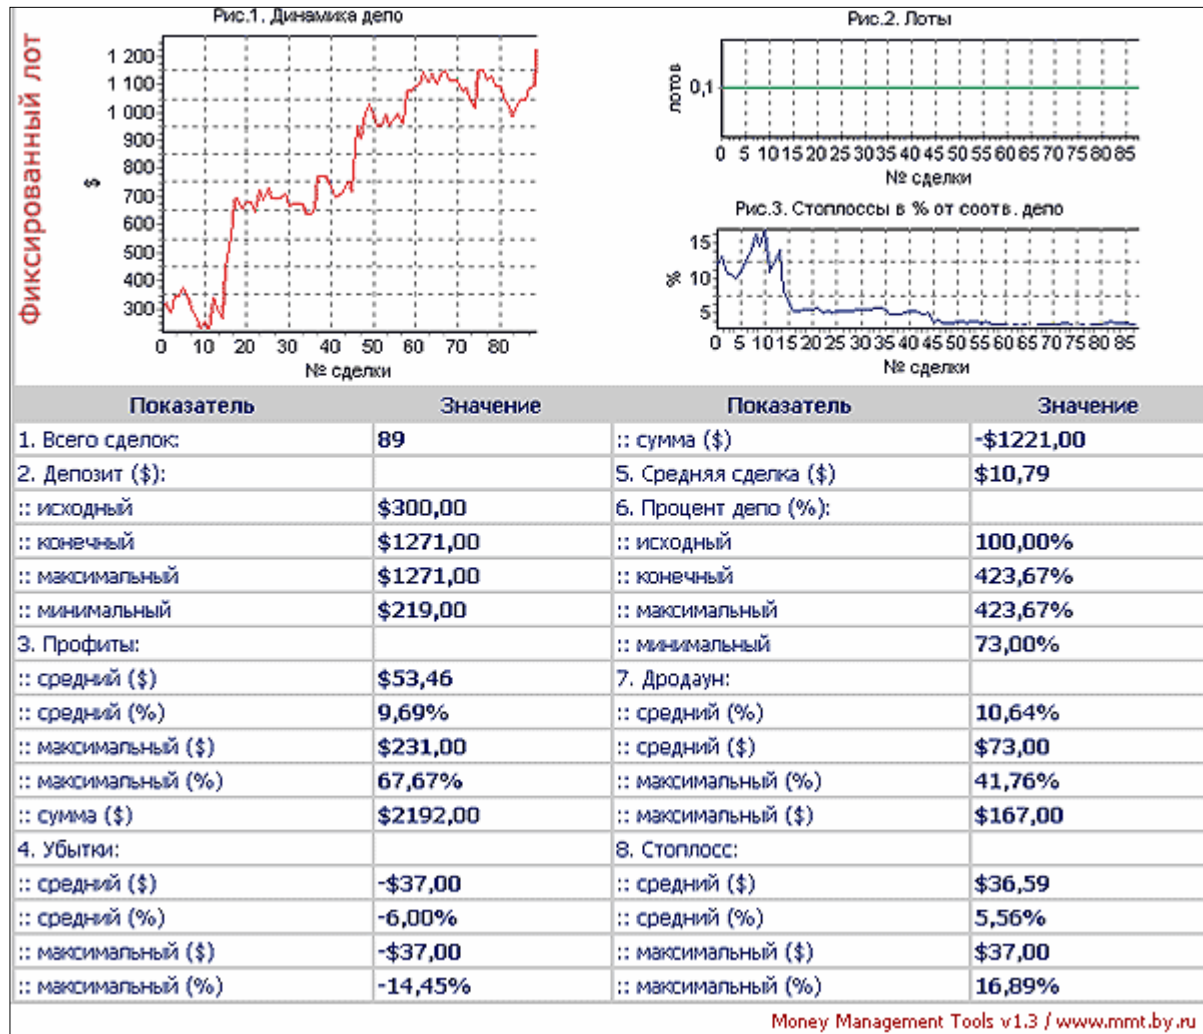 Рис.1. Динамика депо
Фиксированный лот
1 200
1 100
1 000
900
800
700
600
500
400
300
$
0 10 20 30 40 50 60 70 80
№ сделки
Рис.2. Лоты
лотов
0,1
0 5 10 15 20 25 30 35 40 45 50 55 60 65 70 75 80 85
№ сделки
Рис.3. Стоплоссы в % от соотв. депо
%
15
10
5
0 5 10 15 20 25 30 35 40 45 50 55 60 65 70 75 80 85
№ сделки
Показатель Значение Показатель Значение
1. Всего сделок: 89 :: сумма ($) -$1221,00
2. Депозит ($): 5. Средняя сделка ($) $10,79
:: исходный $300,00 6. Процент депо (%):
:: конечный $1271,00 :: исходный 100,00%
:: максимальный $1271,00 :: конечный 423,67%
:: минимальный $219,00 :: максимальный 423,67%
3. Профиты: :: минимальный 73,00%
:: средний ($) $53,46 7. Дродаун:
:: средний (%) 9,69% :: средний (%) 10,64%
:: максимальный ($) $231,00 :: средний ($) $73,00
:: максимальный (%) 67,67% :: максимальный (%) 41,76%
:: сумма ($) $2192,00 :: максимальный ($) $167,00
4. Убытки: 8. Стоплосс:
:: средний ($) -$37,00 :: средний ($) $36,59
:: средний (%) -6,00% :: средний (%) 5,56%
:: максимальный ($) -$37,00 :: максимальный ($) $37,00
:: максимальный (%) -14,45% :: максимальный (%) 16,89%
Money Management Tools v1.3 / www.mmt.by.ru